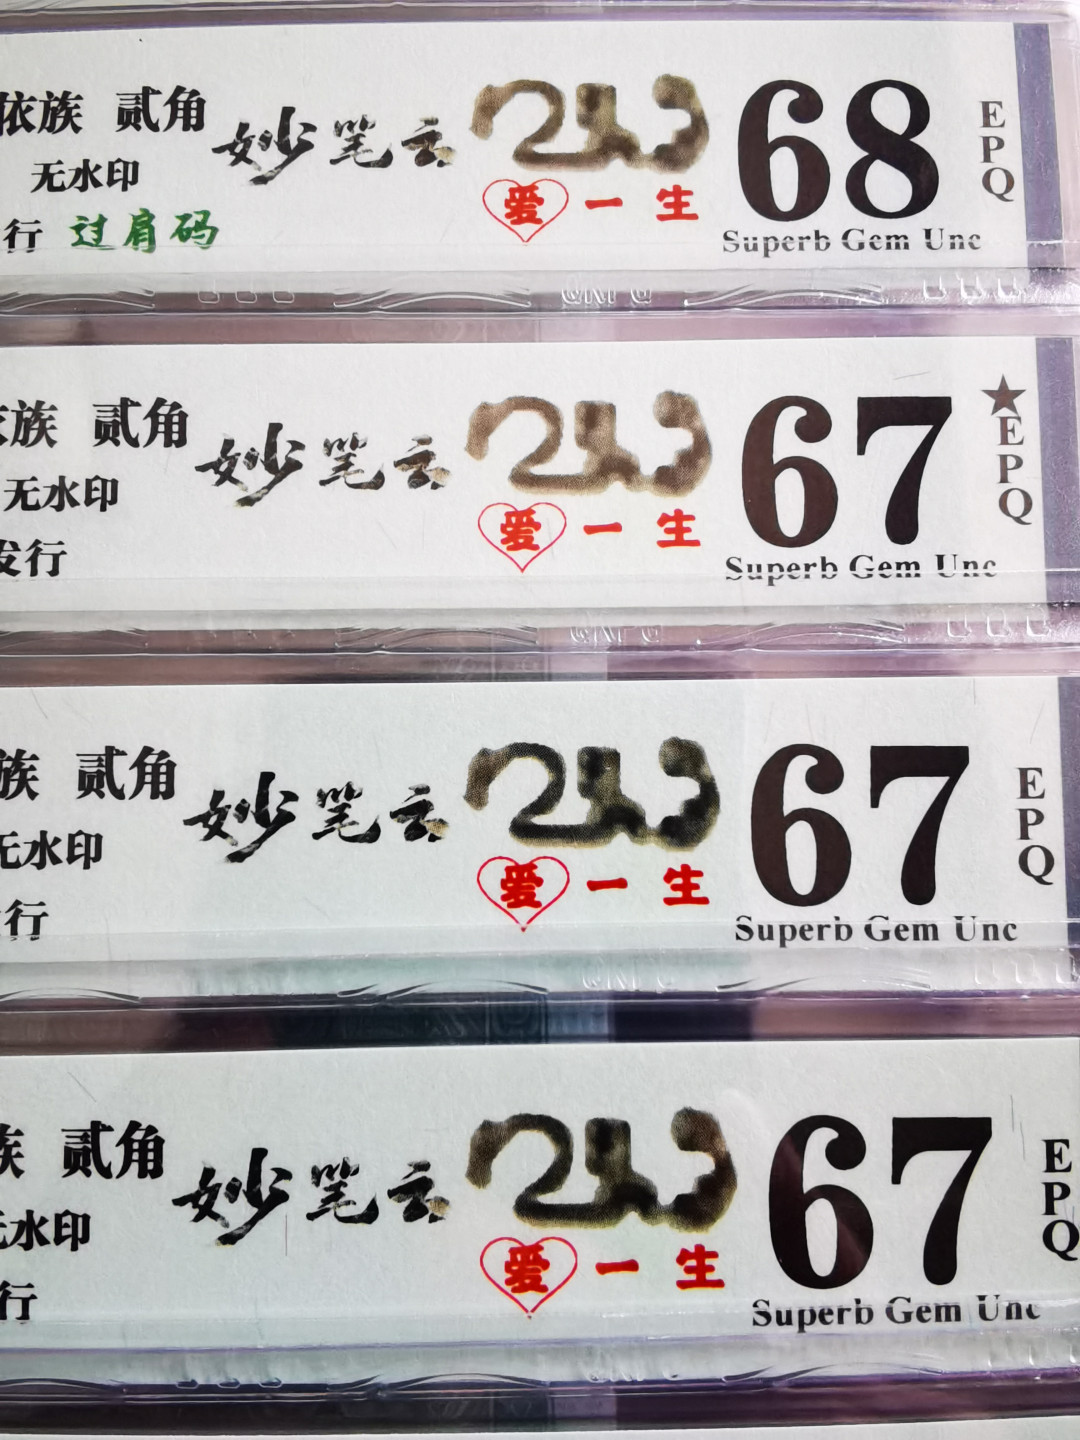 依族 贰角
无水印
行 过肩码
妙笔云
爱一生
68
EPQ
Superb Gem Unc
族 贰角
无水印
发行
妙笔云
爱一生
67
★EPQ
Superb Gem Unc
族 贰角
无水印
行
妙笔云
爱一生
67
EPQ
Superb Gem Unc
族 贰角
无水印
行
妙笔云
爱一生
67
EPQ
Superb Gem Unc